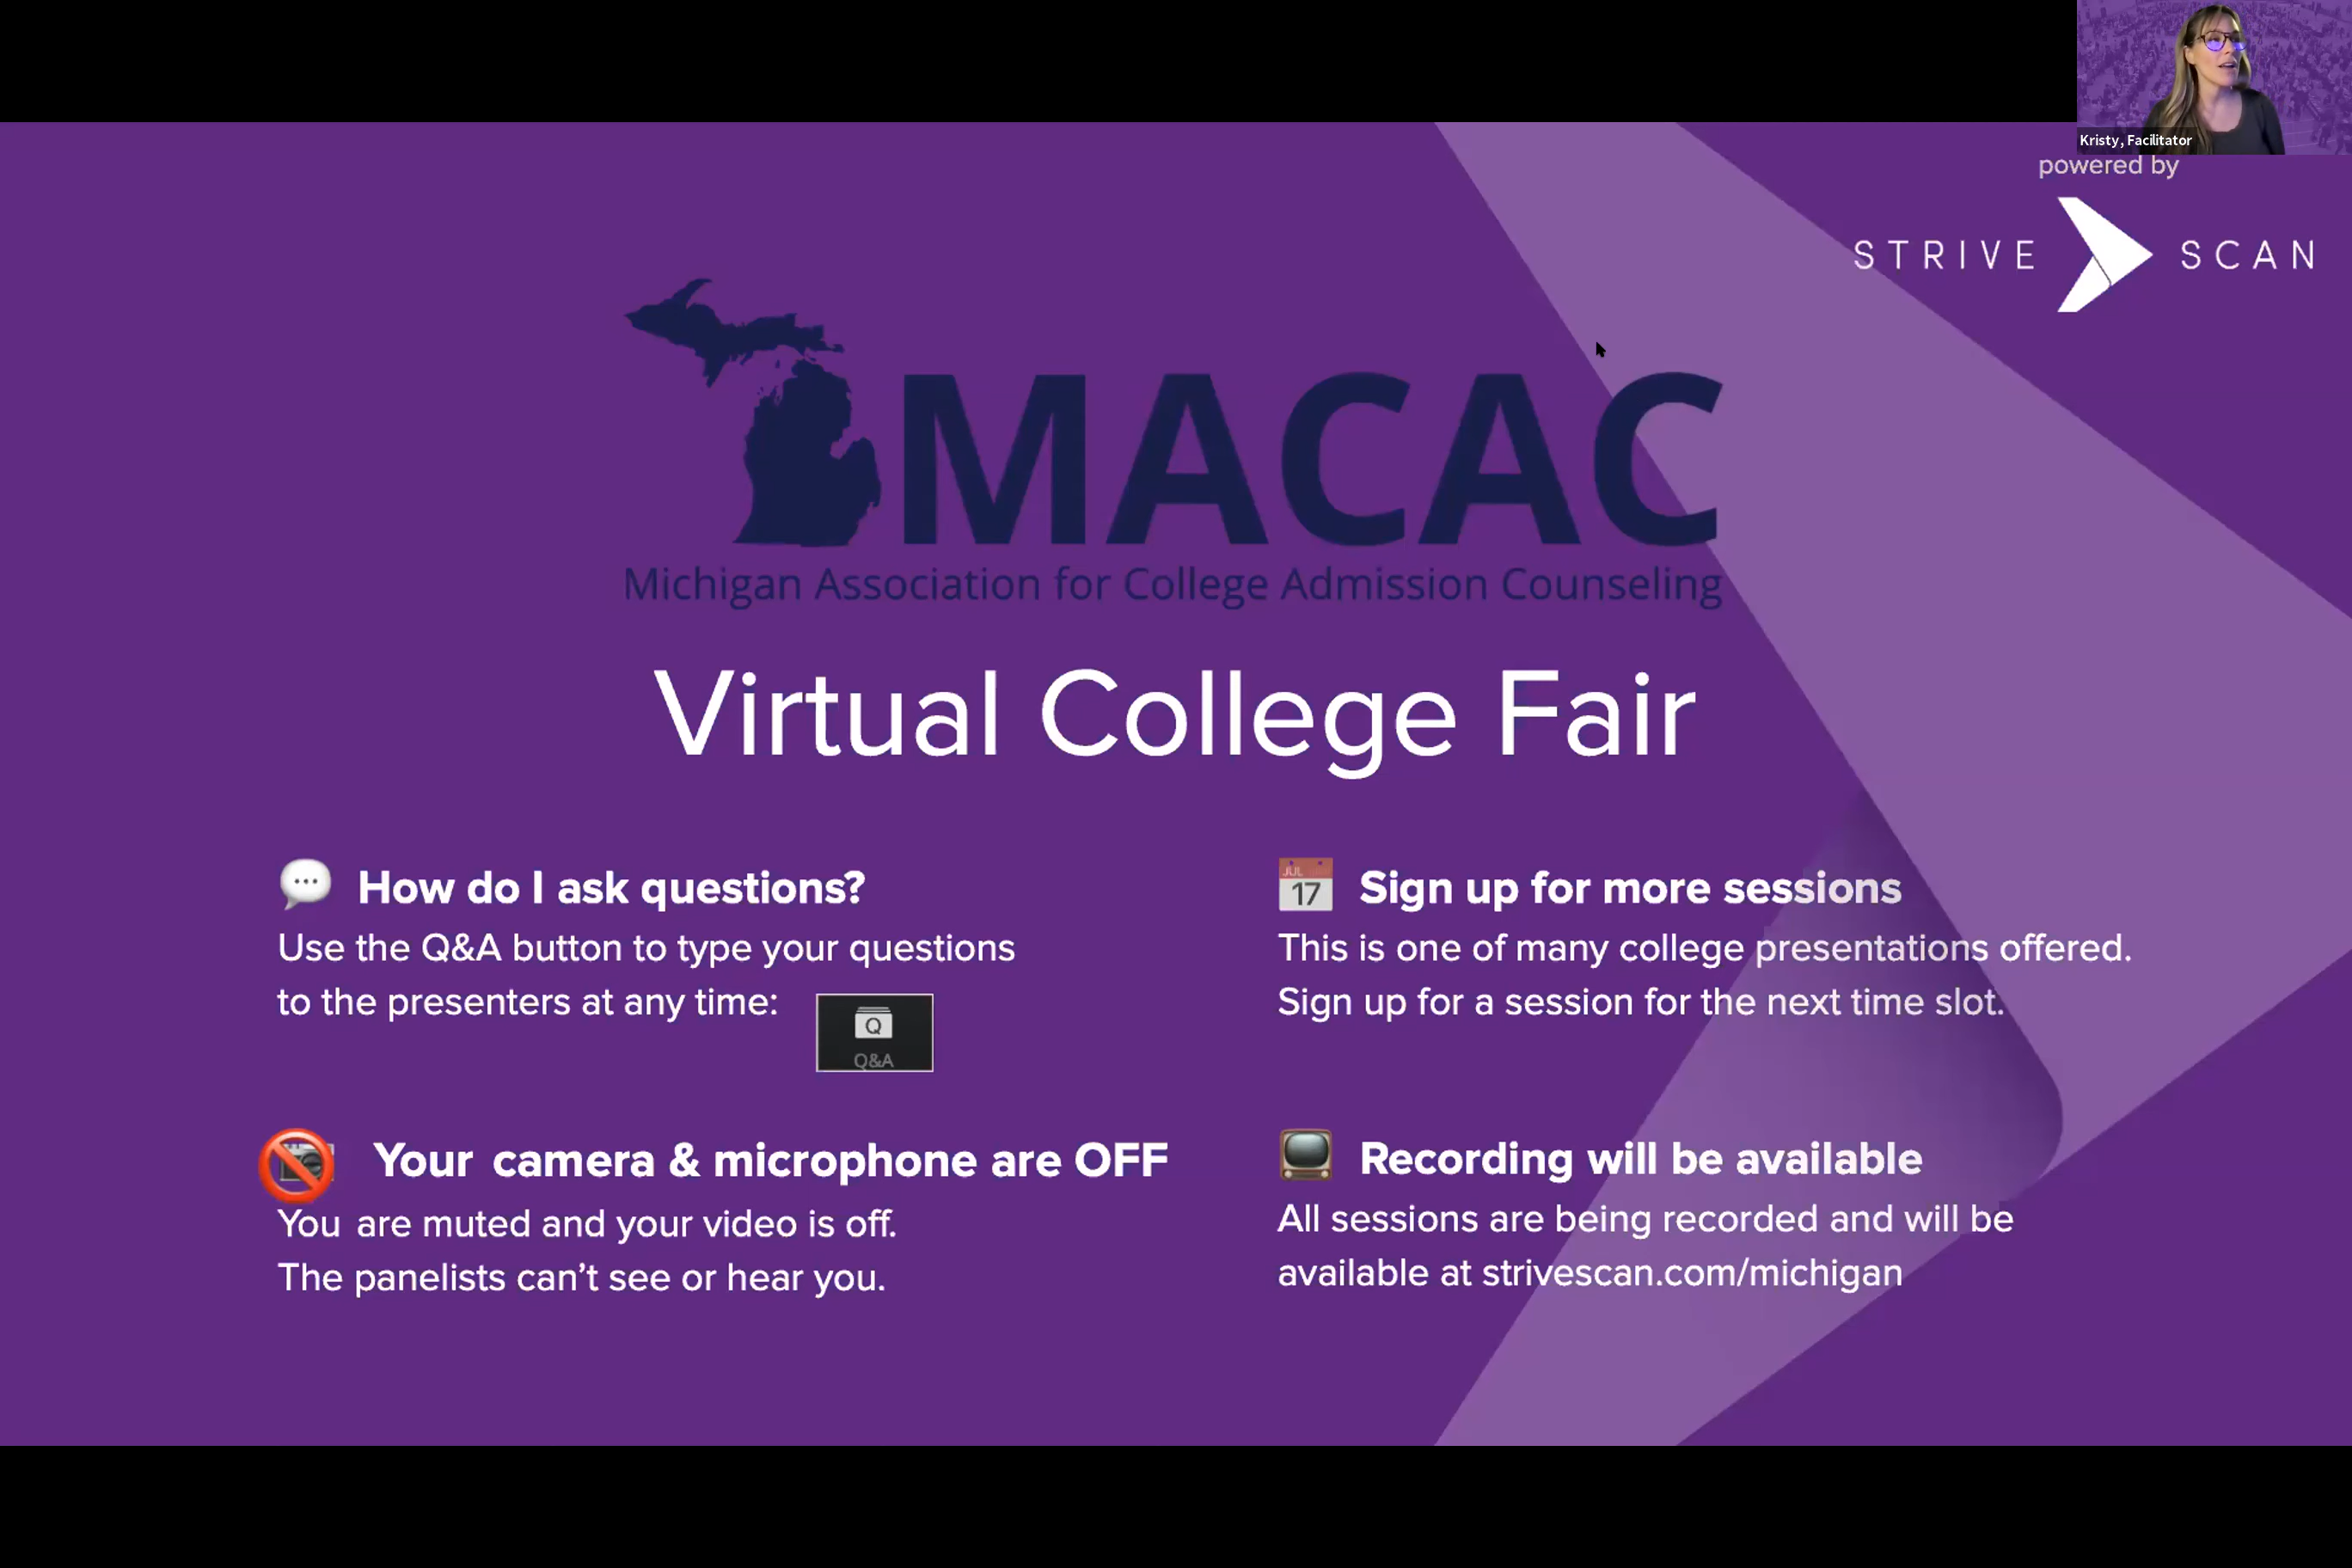 Kristy, Facilitator
powered by
STRIVE SCAN
MACAC
Michigan Association for College Admission Counseling
Virtual College Fair
How do I ask questions?
Use the Q&A button to type your questions
to the presenters at any time:
Q
Q&A
JUL
17
Sign up for more sessions
This is one of many college presentations offered.
Sign up for a session for the next time slot.
Your camera & microphone are OFF
You are muted and your video is off.
The panelists can’t see or hear you.
Recording will be available
All sessions are being recorded and will be
available at strivescan.com/michigan